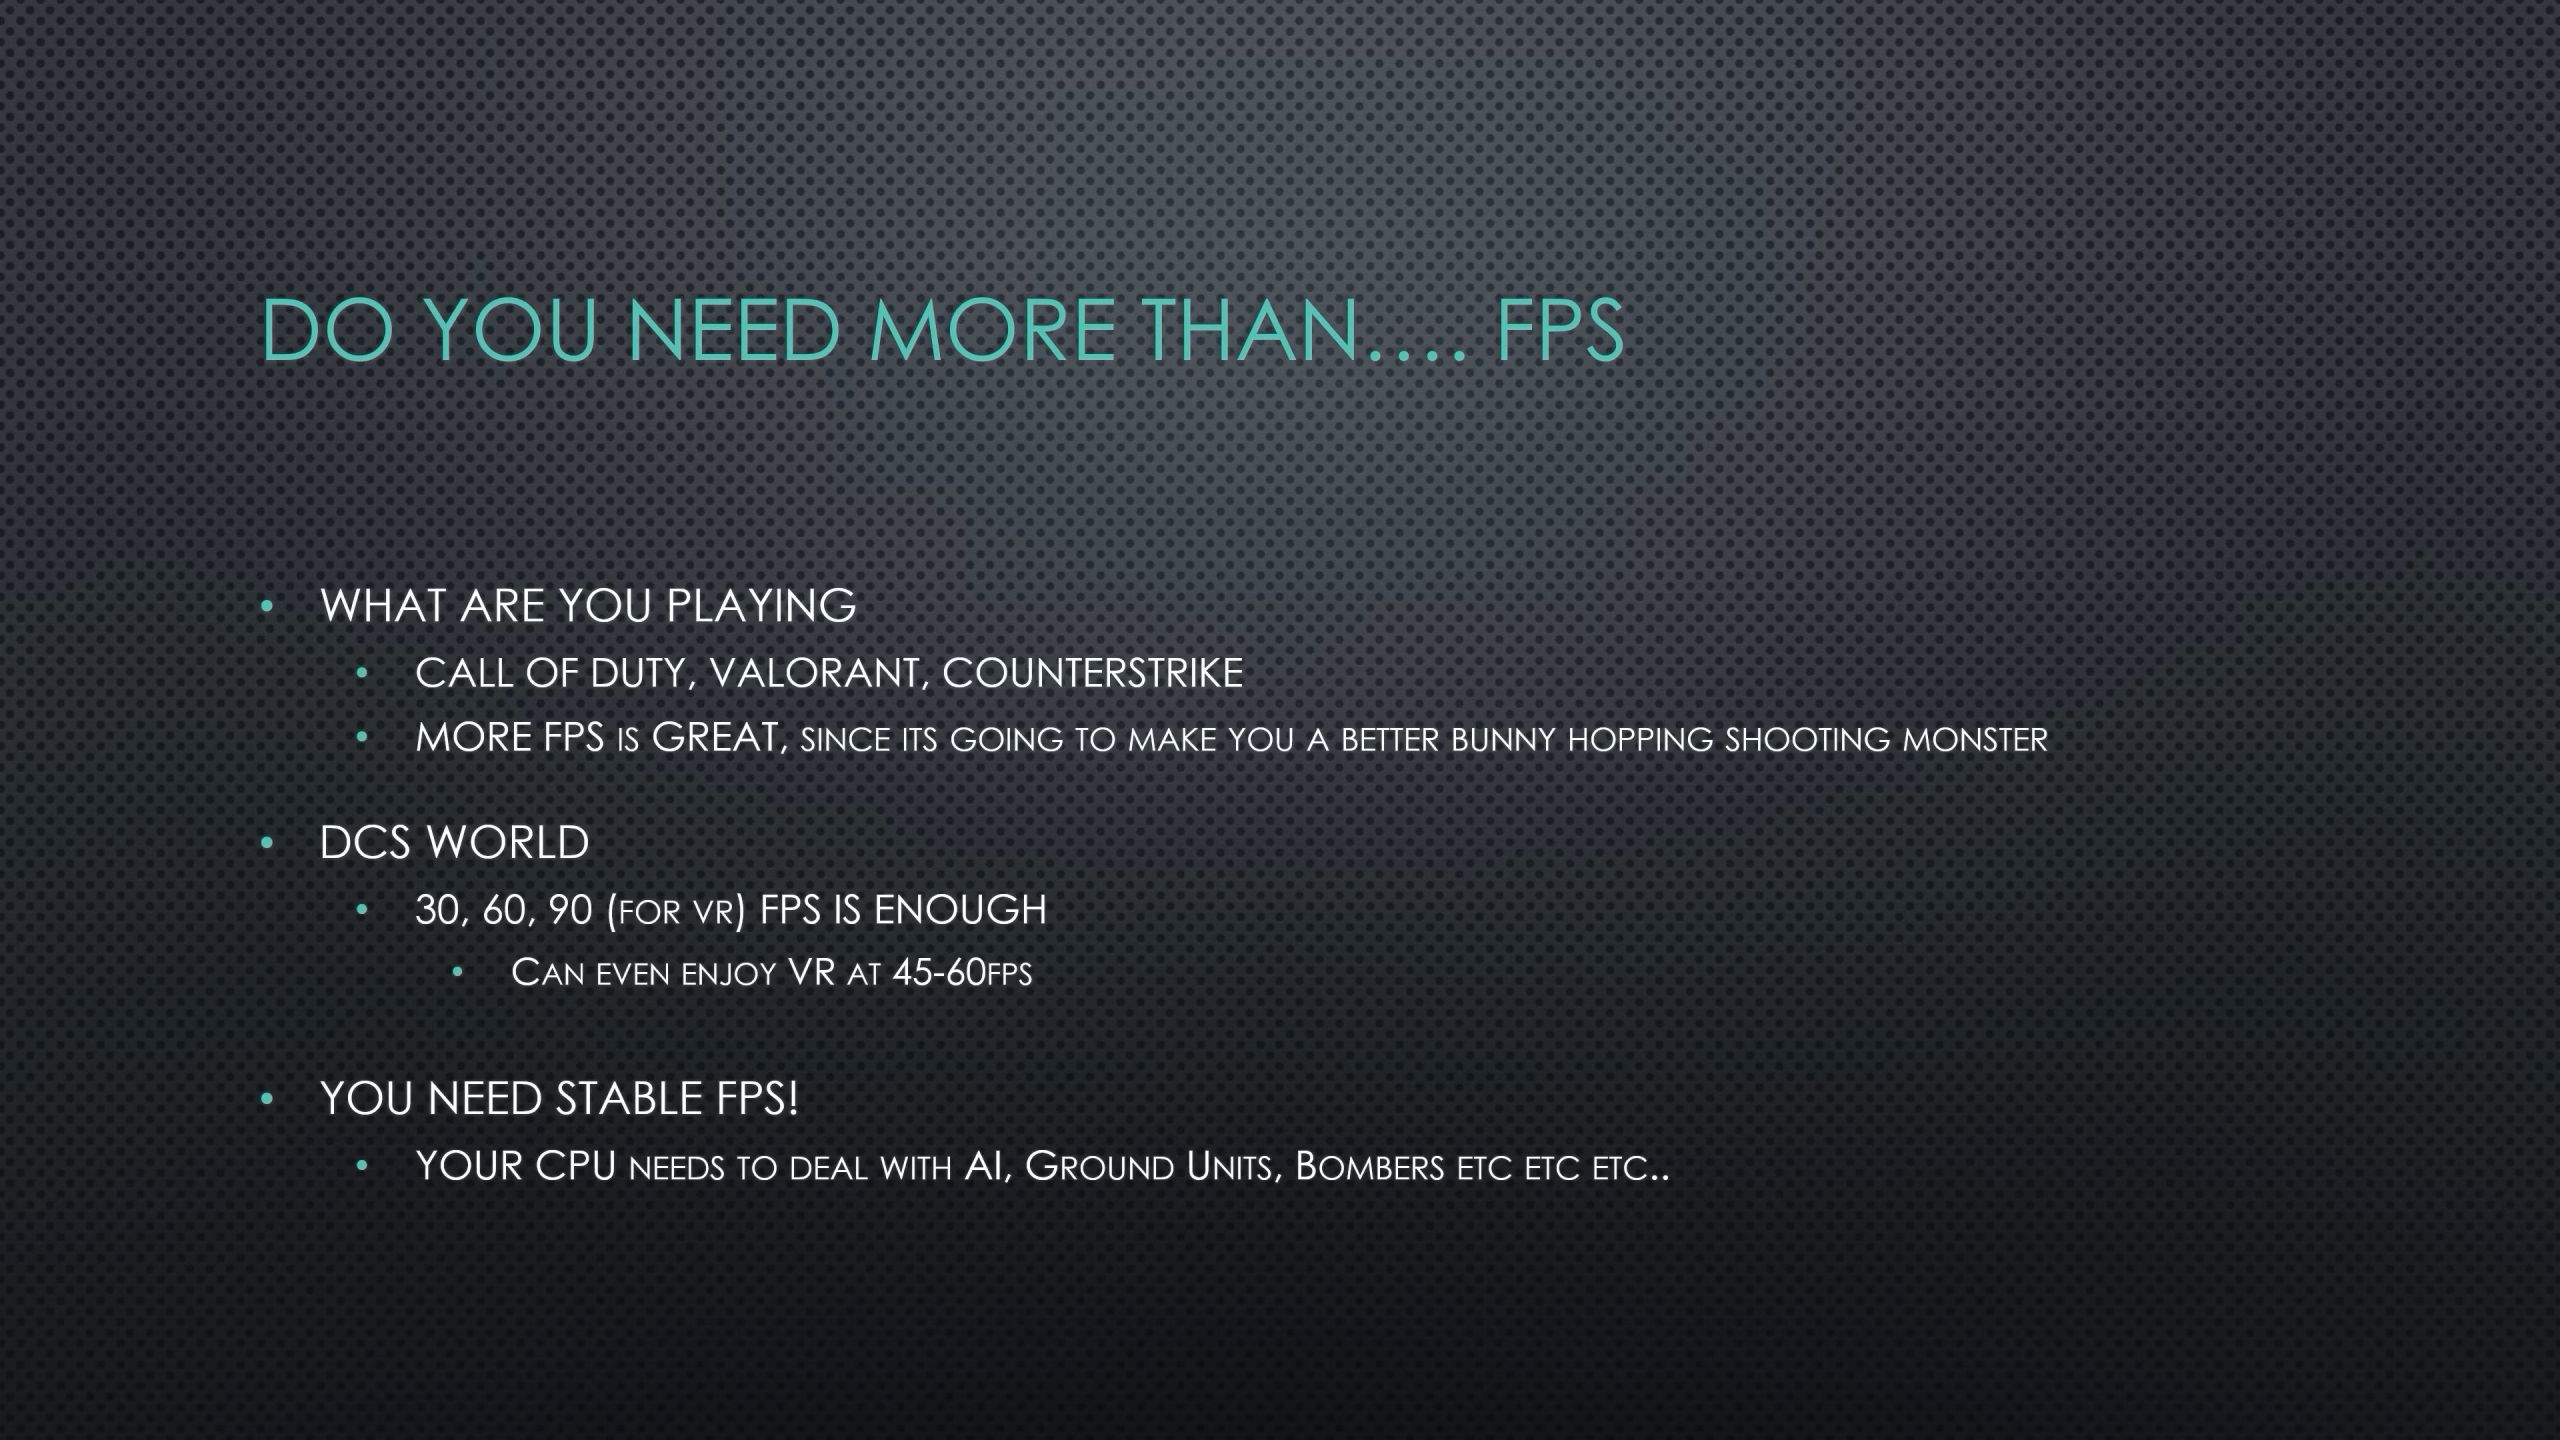 DO YOU NEED MORE THAN.... FPS
• WHAT ARE YOU PLAYING
• CALL OF DUTY, VALORANT, COUNTERSTRIKE
• MORE FPS IS GREAT, SINCE ITS GOING TO MAKE YOU A BETTER BUNNY HOPPING SHOOTING MONSTER
• DCS WORLD
• 30, 60, 90 (FOR VR) FPS IS ENOUGH
• CAN EVEN ENJOY VR AT 45-60FPS
• YOU NEED STABLE FPS!
• YOUR CPU NEEDS TO DEAL WITH AI, GROUND UNITS, BOMBERS ETC ETC ETC..